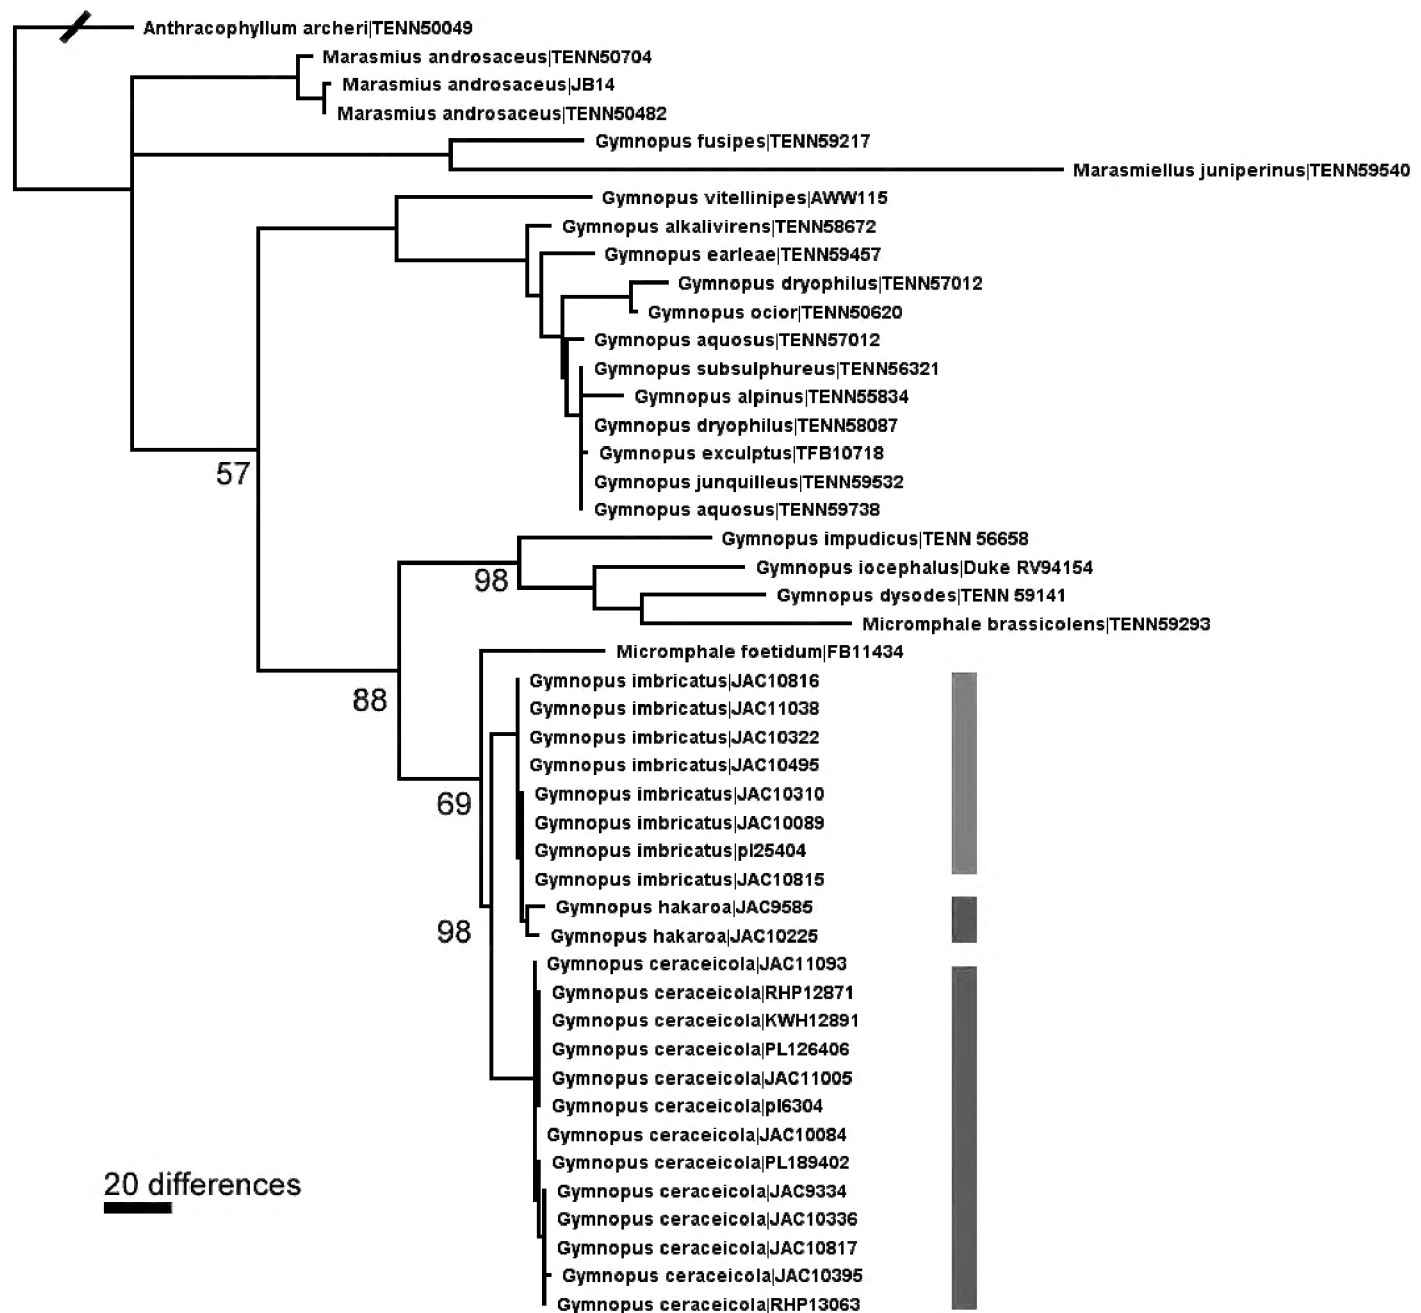 Anthracophyllum archeri|TENN50049
Marasmius androsaceus|TENN50704
Marasmius androsaceus|JB14
Marasmius androsaceus|TENN50482
Gymnopus fusipes|TENN59217
Marasmiellus juniperinus|TENN59540
Gymnopus vitellinipes|AWW115
Gymnopus alkalivirens|TENN58672
Gymnopus earleae|TENN59457
Gymnopus dryophilus|TENN57012
Gymnopus ocior|TENN50620
Gymnopus aquosus|TENN57012
Gymnopus subsulphureus|TENN56321
Gymnopus alpinus|TENN55834
Gymnopus dryophilus|TENN58087
Gymnopus exculptus|TFB10718
57
Gymnopus junquilleus|TENN59532
Gymnopus aquosus|TENN59738
Gymnopus impudicus|TENN 56658
Gymnopus iocephalus|Duke RV94154
98
Gymnopus dysodes|TENN 59141
Micromphale brassicolens|TENN59293
Micromphale foetidum|FB11434
Gymnopus imbricatus|JAC10816
88
Gymnopus imbricatus|JAC11038
Gymnopus imbricatus|JAC10322
Gymnopus imbricatus|JAC10495
Gymnopus imbricatus|JAC10310
69
Gymnopus imbricatus|JAC10089
Gymnopus imbricatus|pl25404
Gymnopus imbricatus|JAC10815
Gymnopus hakaroa|JAC9585
98
Gymnopus hakaroa|JAC10225
Gymnopus ceraceicola|JAC11093
Gymnopus ceraceicola|RHP12871
Gymnopus ceraceicola|KWH12891
Gymnopus ceraceicola|PL126406
Gymnopus ceraceicola|JAC11005
Gymnopus ceraceicola|pl6304
Gymnopus ceraceicola|JAC10084
Gymnopus ceraceicola|PL189402
20 differences
Gymnopus ceraceicola|JAC9334
Gymnopus ceraceicola|JAC10336
Gymnopus ceraceicola|JAC10817
Gymnopus ceraceicola|JAC10395
Gymnopus ceraceicola|RHP13063